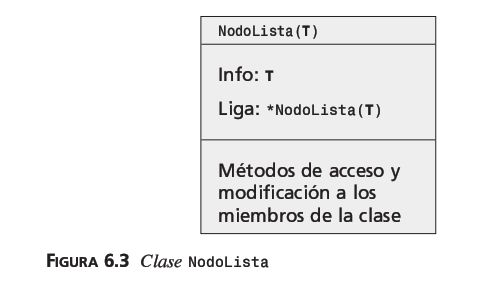 NodoLista(T)
Info: T
Liga: *NodoLista(T)
Métodos de acceso y
modificación a los
miembros de la clase
FIGURA 6.3 Clase NodoLista